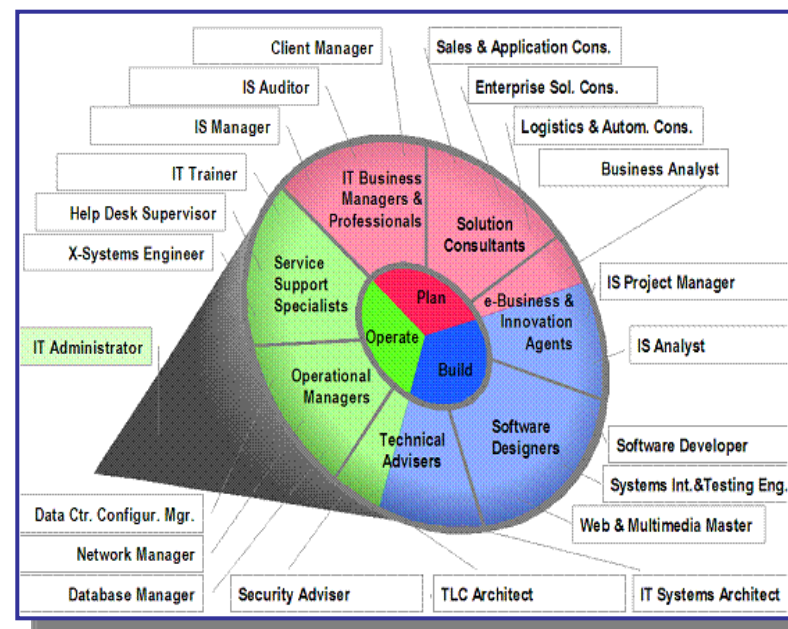 Client Manager
Sales & Application Cons.
IS Auditor
Enterprise Sol. Cons.
IS Manager
Logistics & Autom. Cons.
IT Trainer
Business Analyst
Help Desk Supervisor
X-Systems Engineer
IT Business
Managers &
Professionals
Solution
Consultants
Service
Support
Specialists
Plan
e-Business &
Innovation
Agents
IS Project Manager
Operate
IT Administrator
IS Analyst
Build
Operational
Managers
Technical
Advisers
Software
Designers
Software Developer
Systems Int.&Testing Eng.
Data Ctr. Configur. Mgr.
Web & Multimedia Master
Network Manager
Database Manager
Security Adviser
TLC Architect
IT Systems Architect